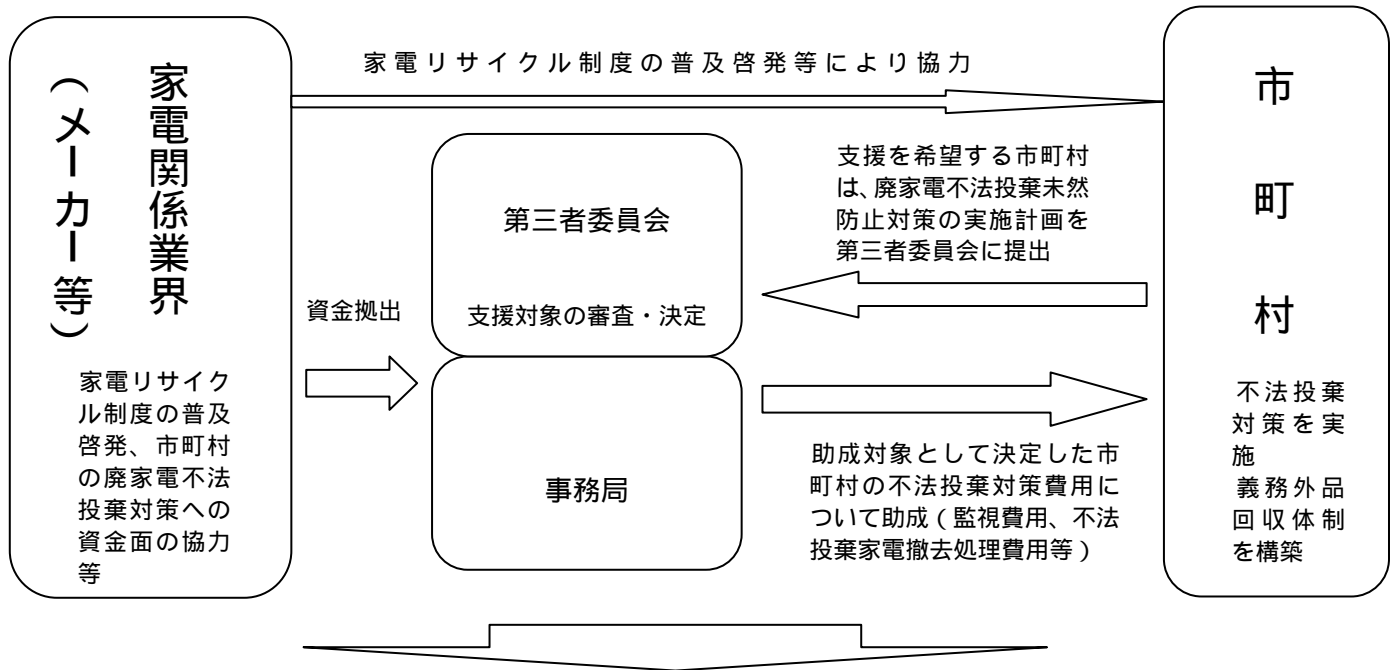 家電関係業界
（メーカー等）
家電リサイク
ル制度の普及
啓発、市町村
の廃家電不法
投棄対策への
資金面の協力
等
家電リサイクル制度の普及啓発等により協力
資金拠出
第三者委員会
支援対象の審査・決定
事務局
支援を希望する市町村
は、廃家電不法投棄未然
防止対策の実施計画を
第三者委員会に提出
助成対象として決定した市
町村の不法投棄対策費用に
ついて助成（監視費用、不法
投棄家電撤去処理費用等）
市町村
不法投棄
対策を実
施
義務外品
回収体制
を構築